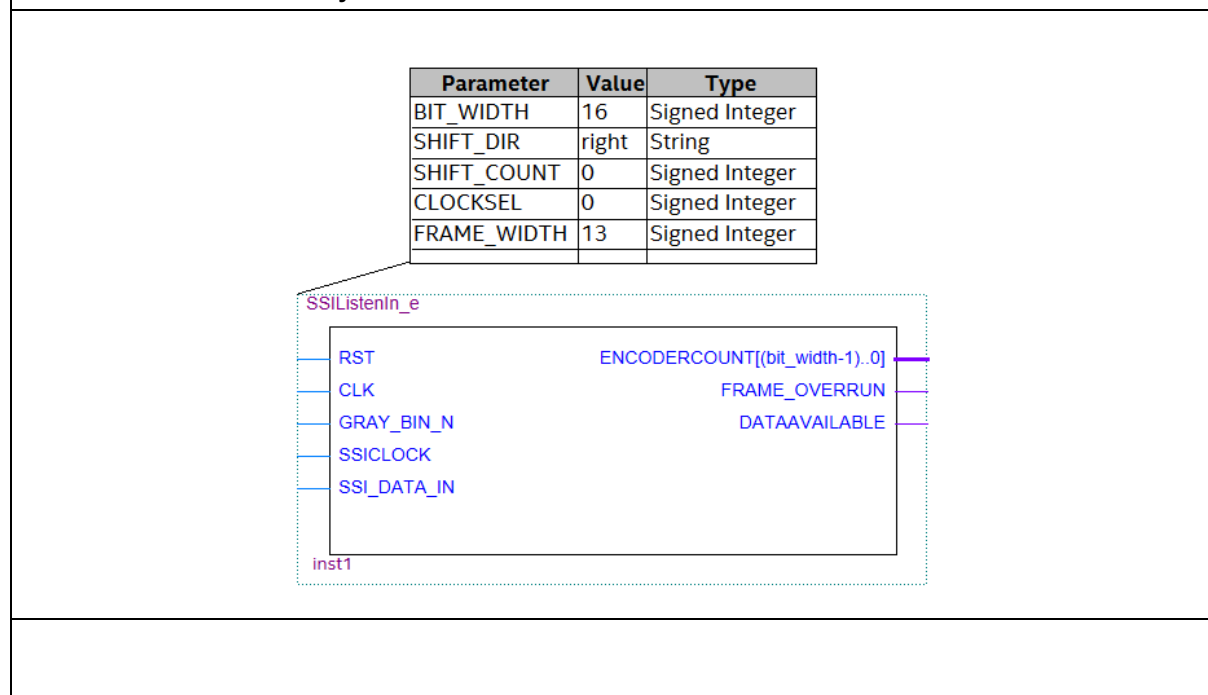 Parameter Value Type
BIT_WIDTH 16 Signed Integer
SHIFT_DIR right String
SHIFT_COUNT 0 Signed Integer
CLOCKSEL 0 Signed Integer
FRAME_WIDTH 13 Signed Integer
SSIListenIn_e
RST ENCODERCOUNT[(bit_width-1)..0]
CLK FRAME_OVERRUN
GRAY_BIN_N DATAAVAILABLE
SSICLOCK
SSI_DATA_IN
inst1